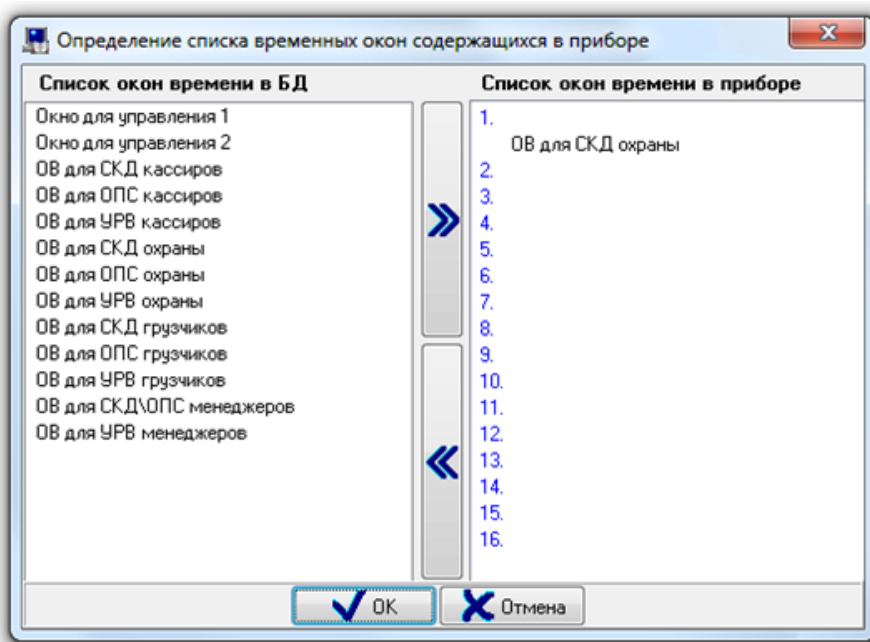 Определение списка временных окон содержащихся в приборе
Список окон времени в БД
Окно для управления 1
Окно для управления 2
ОВ для СКД кассиров
ОВ для ОПС кассиров
ОВ для УРВ кассиров
ОВ для СКД охраны
ОВ для ОПС охраны
ОВ для УРВ охраны
ОВ для СКД грузчиков
ОВ для ОПС грузчиков
ОВ для УРВ грузчиков
ОВ для СКД\ОПС менеджеров
ОВ для УРВ менеджеров
Список окон времени в приборе
1.
ОВ для СКД охраны
2.
3.
4.
5.
6.
7.
8.
9.
10.
11.
12.
13.
14.
15.
16.
OK
Отмена